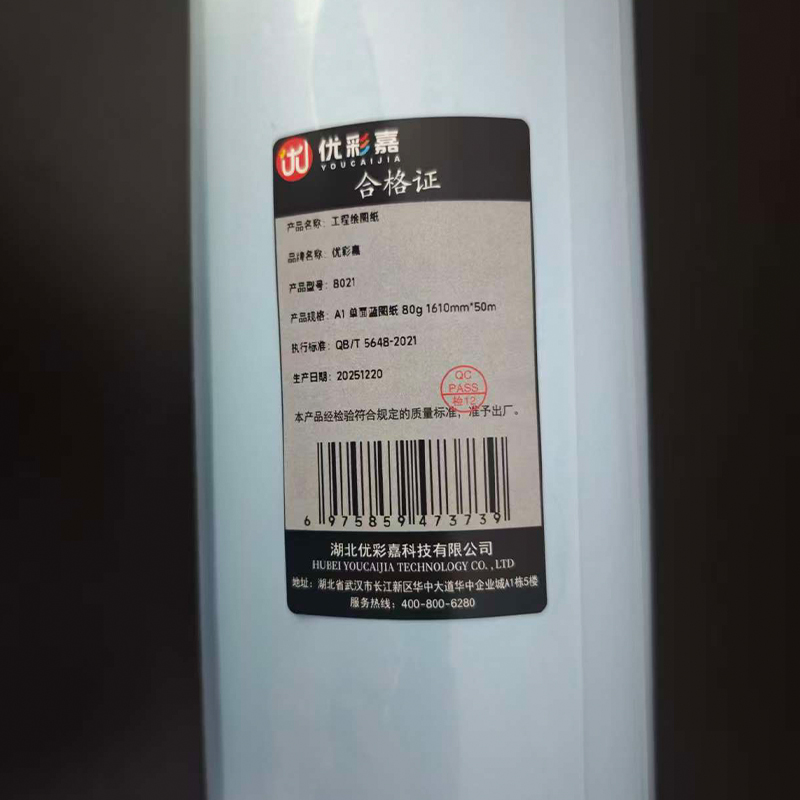 优彩嘉
YOUCAIJIA
合格证
产品名称: 工程绘图纸
品牌名称: 优彩嘉
产品型号: 8021
产品规格: A1 单面蓝图纸 80g 1610mm*50m
执行标准: QB/T 5648-2021
生产日期: 20251220
QC
PASS
检12
本产品经检验符合规定的质量标准，准予出厂。
6 975859 473739
湖北优彩嘉科技有限公司
HUBEI YOUCAIJIA TECHNOLOGY CO. , LTD
地址: 湖北省武汉市长江新区华中大道华中企业城A1栋5楼
服务热线: 400-800-6280